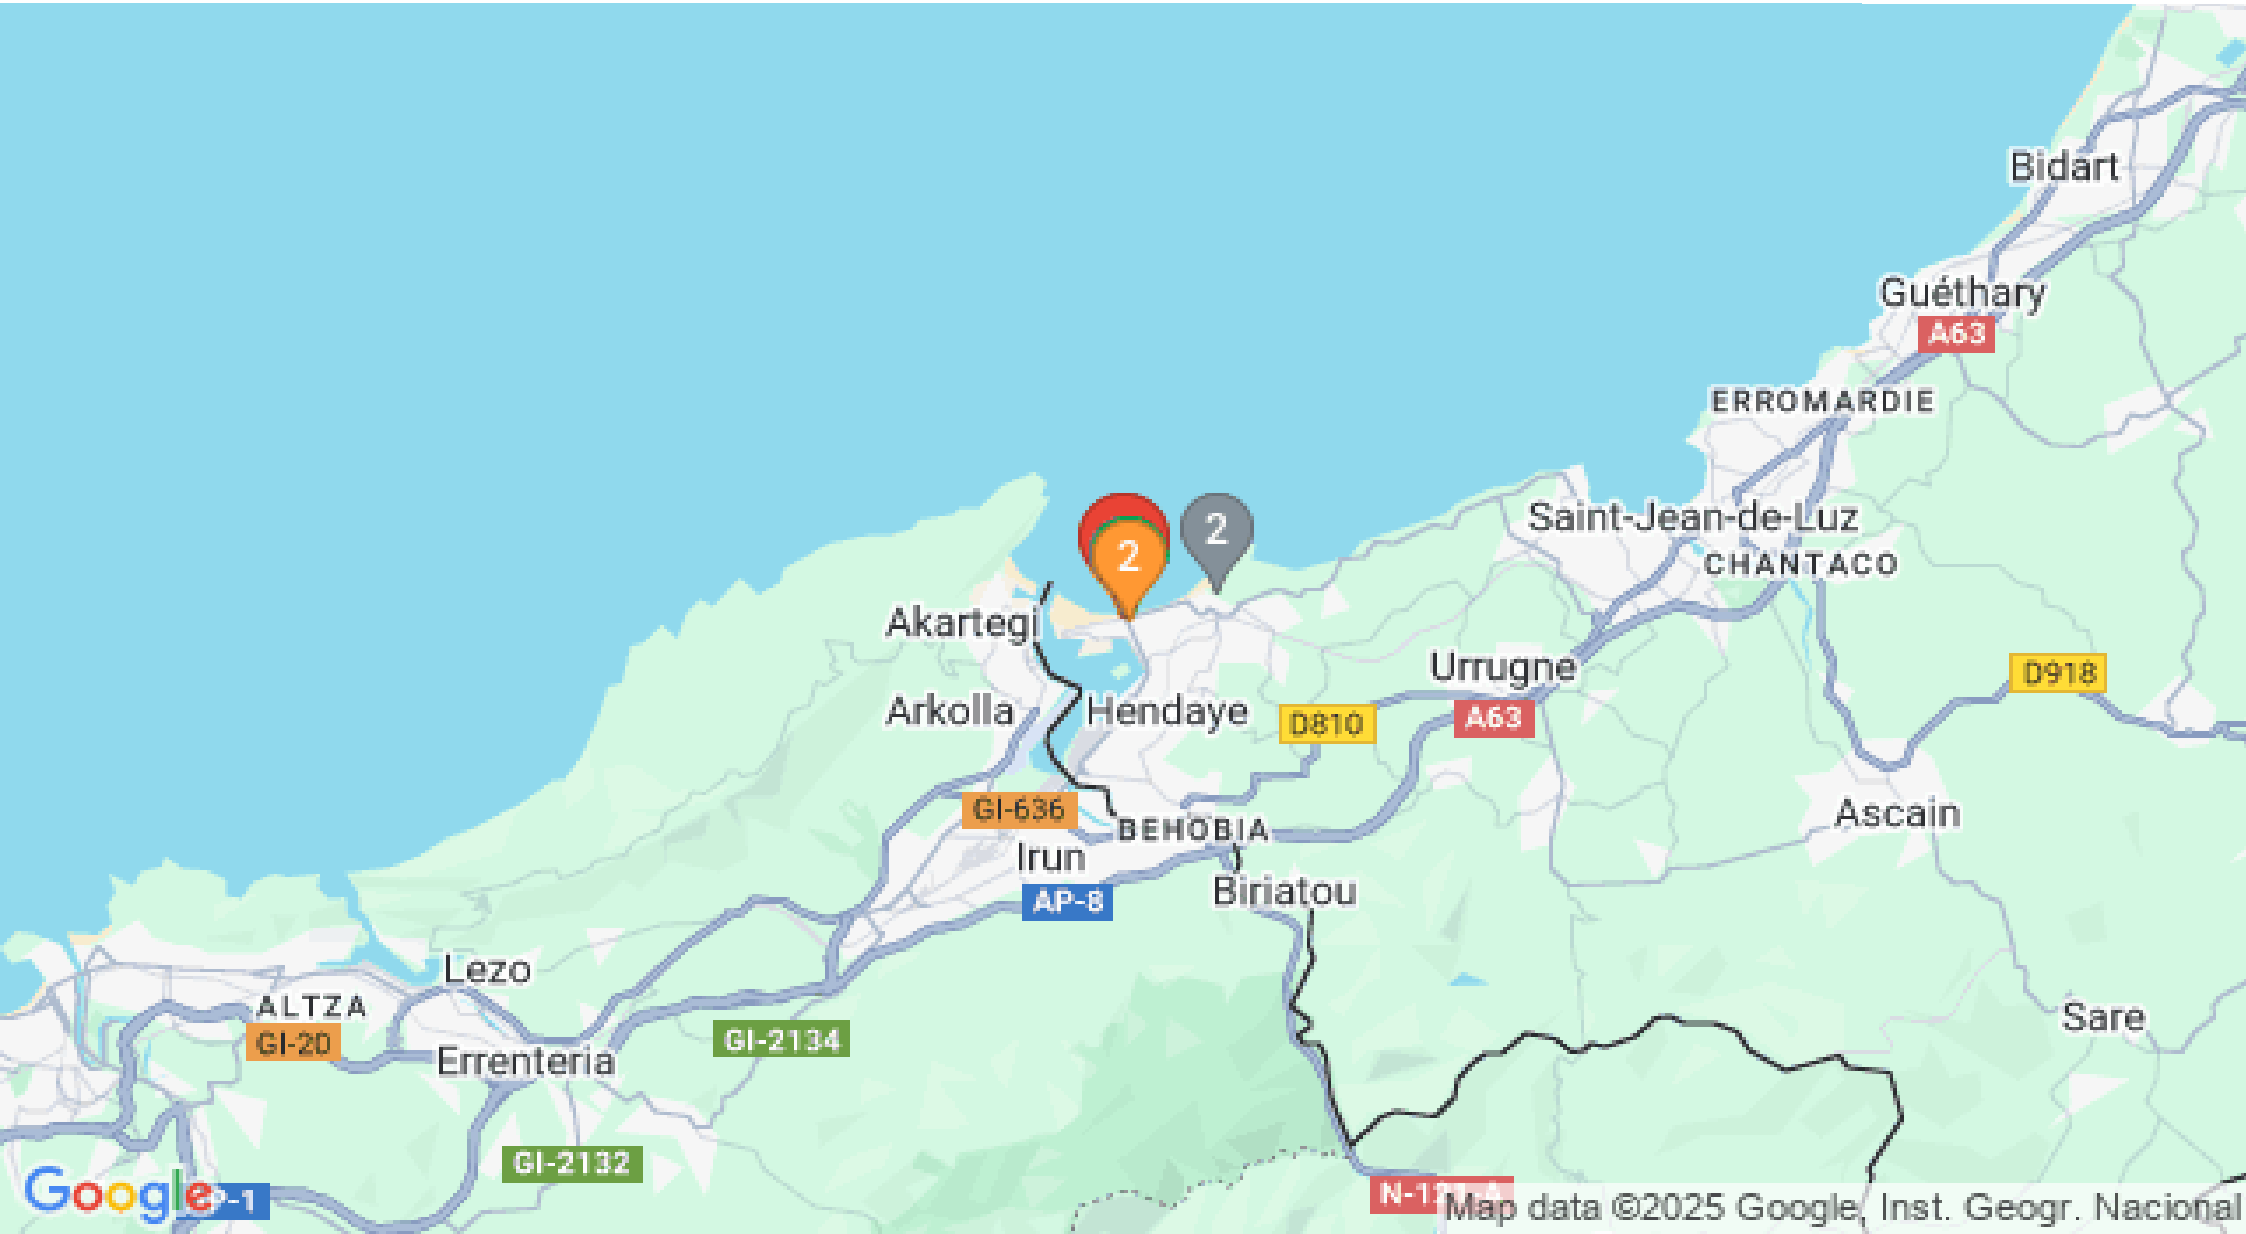 Bidart
Guéthary
A63
ERROMARDIE
2
2
Saint-Jean-de-Luz
CHANTACO
Akartegi
Urrugne
D918
Arkolla
Hendaye
D810
A63
GI-636
BEHOBIA
Ascain
Irun
Biriatou
AP-8
Lezo
ALTZA
Sare
GI-20
GI-2134
Errenteria
GI-2132
Google
P-1
Map data ©2025 Google, Inst. Geogr. Nacional